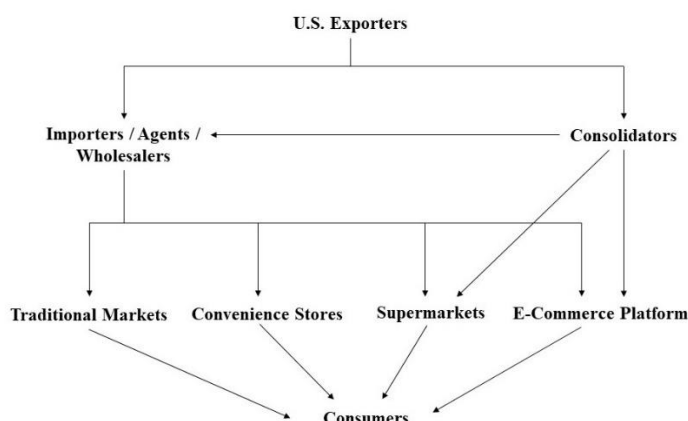 U.S. Exporters
Importers / Agents /
Wholesalers
Consolidators
Traditional Markets
Convenience Stores
Supermarkets
E-Commerce Platform
Consumers